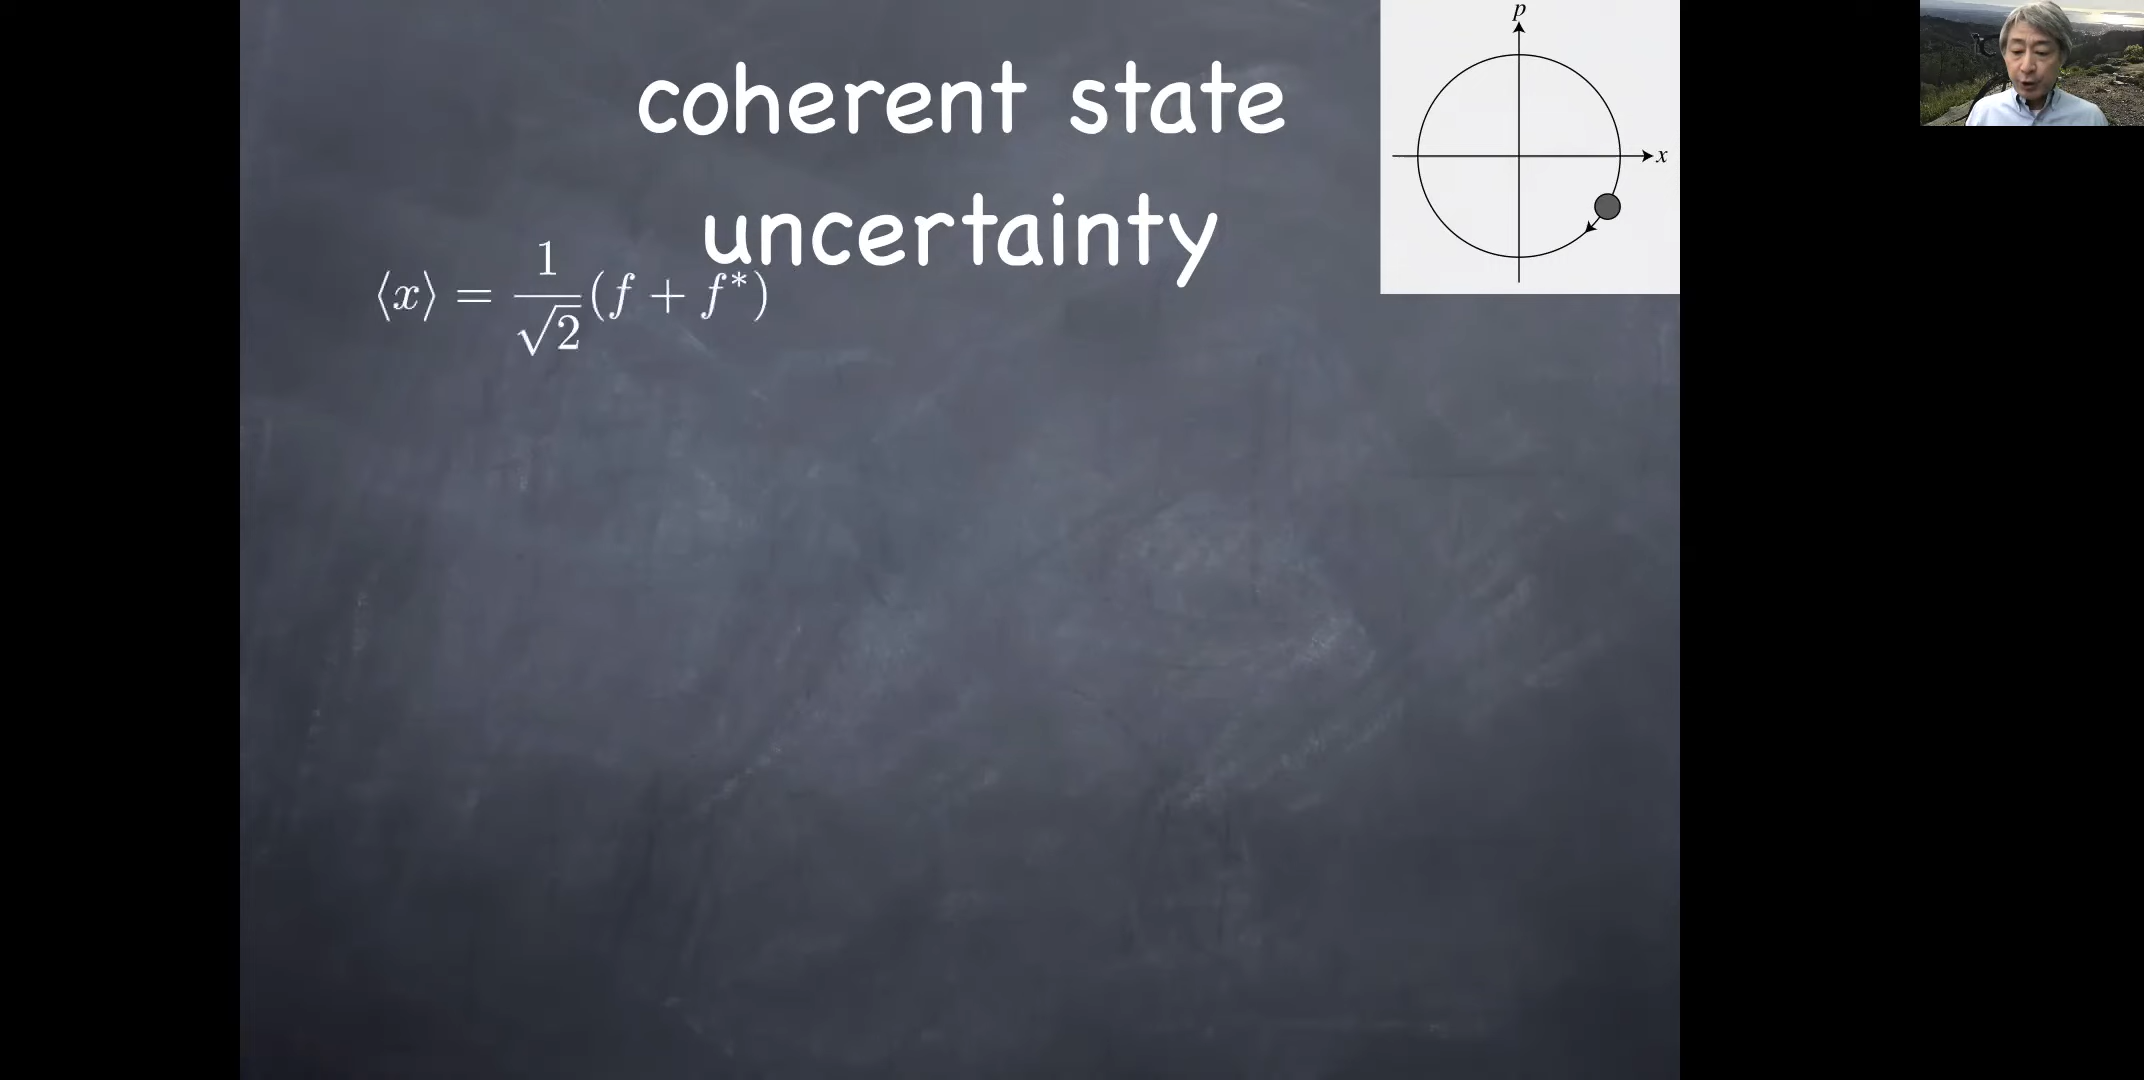 coherent state
uncertainty
⟨x⟩ = 1/√2 (f + f*)
p
x